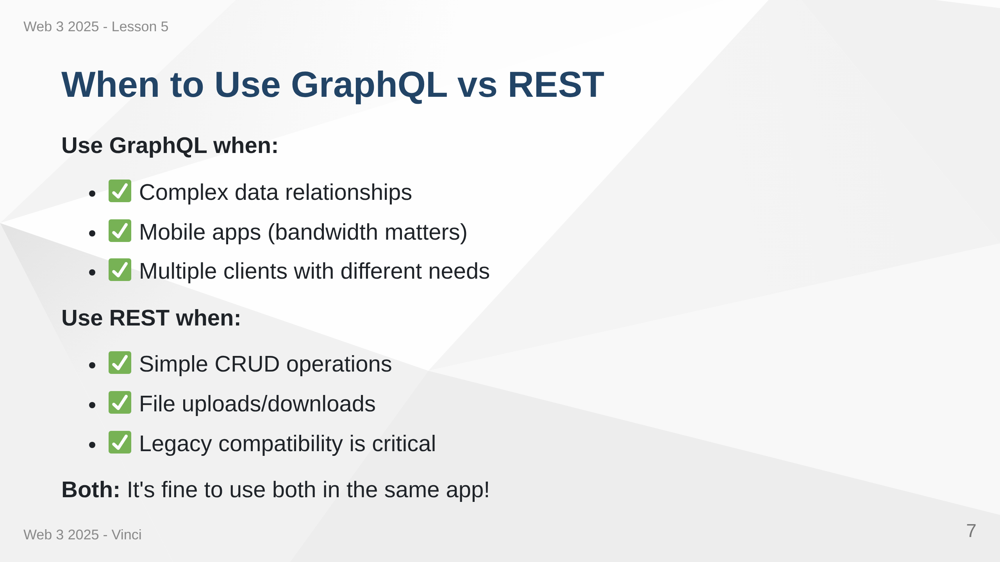 Web 3 2025 - Lesson 5
When to Use GraphQL vs REST
Use GraphQL when:
• ✅ Complex data relationships
• ✅ Mobile apps (bandwidth matters)
• ✅ Multiple clients with different needs
Use REST when:
• ✅ Simple CRUD operations
• ✅ File uploads/downloads
• ✅ Legacy compatibility is critical
Both: It's fine to use both in the same app!
Web 3 2025 - Vinci
7